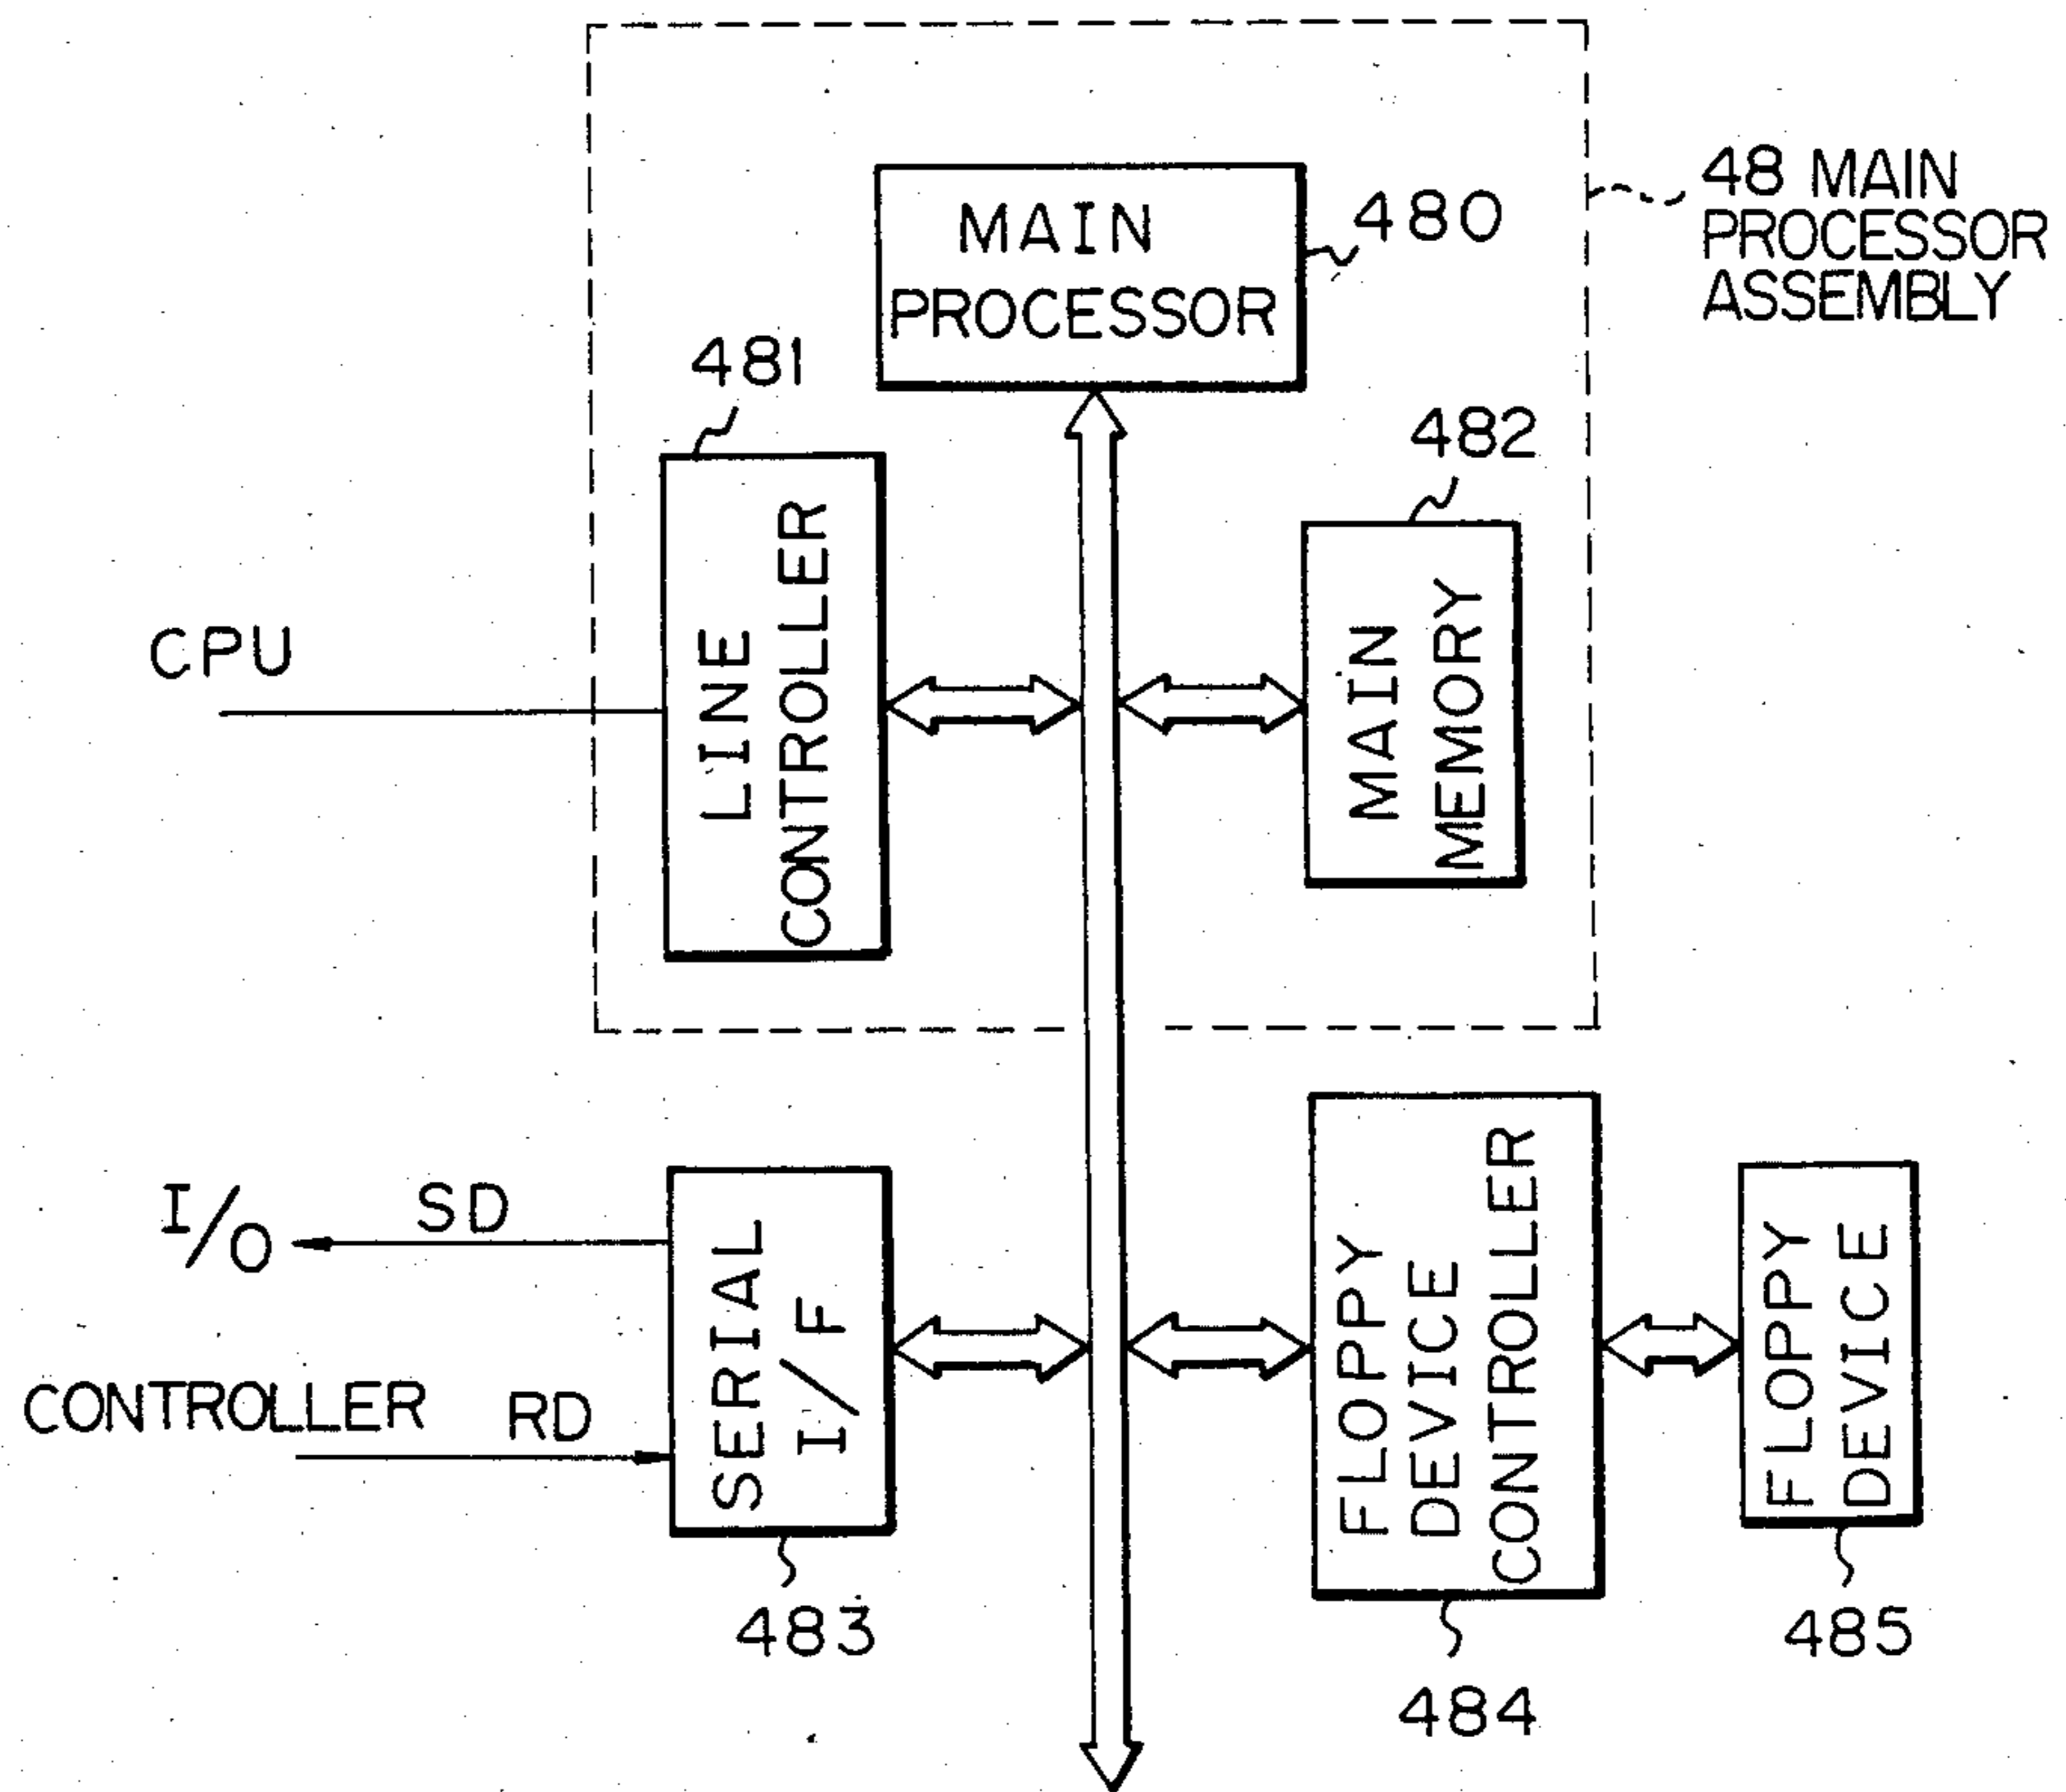 48 MAIN
PROCESSOR
ASSEMBLY
MAIN
PROCESSOR
480
481
482
LINE
CONTROLLER
MAIN
MEMORY
CPU
I/O
SD
CONTROLLER
RD
SERIAL
I/F
FLOPPY
DEVICE
CONTROLLER
FLOPPY
DEVICE
483
484
485